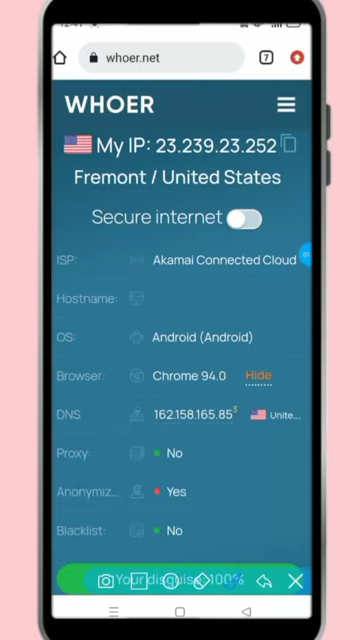 whoer.net
7
WHOER
My IP: 23.239.23.252
Fremont / United States
Secure internet
ISP: Akamai Connected Cloud
Hostname:
OS: Android (Android)
Browser: Chrome 94.0 Hide
DNS 162.158.165.85 3 Unite...
Proxy: No
Anonymiz... Yes
Blacklist: No
Your disguise: 100%